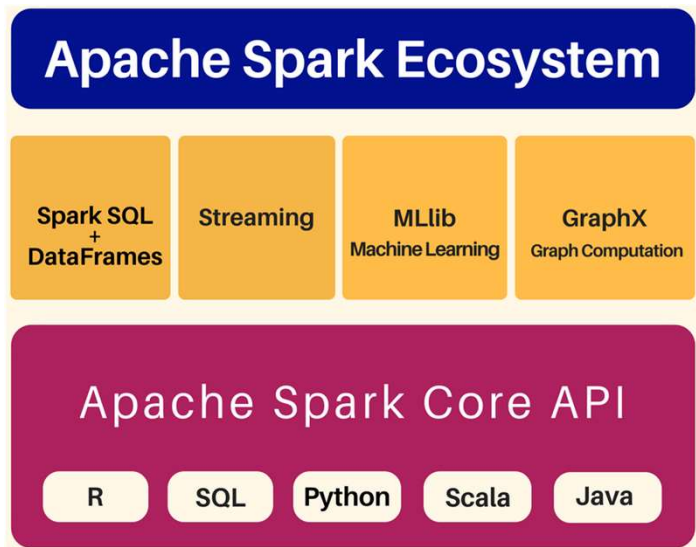 Apache Spark Ecosystem
Spark SQL
+
DataFrames
Streaming
MLlib
Machine Learning
GraphX
Graph Computation
Apache Spark Core API
R
SQL
Python
Scala
Java